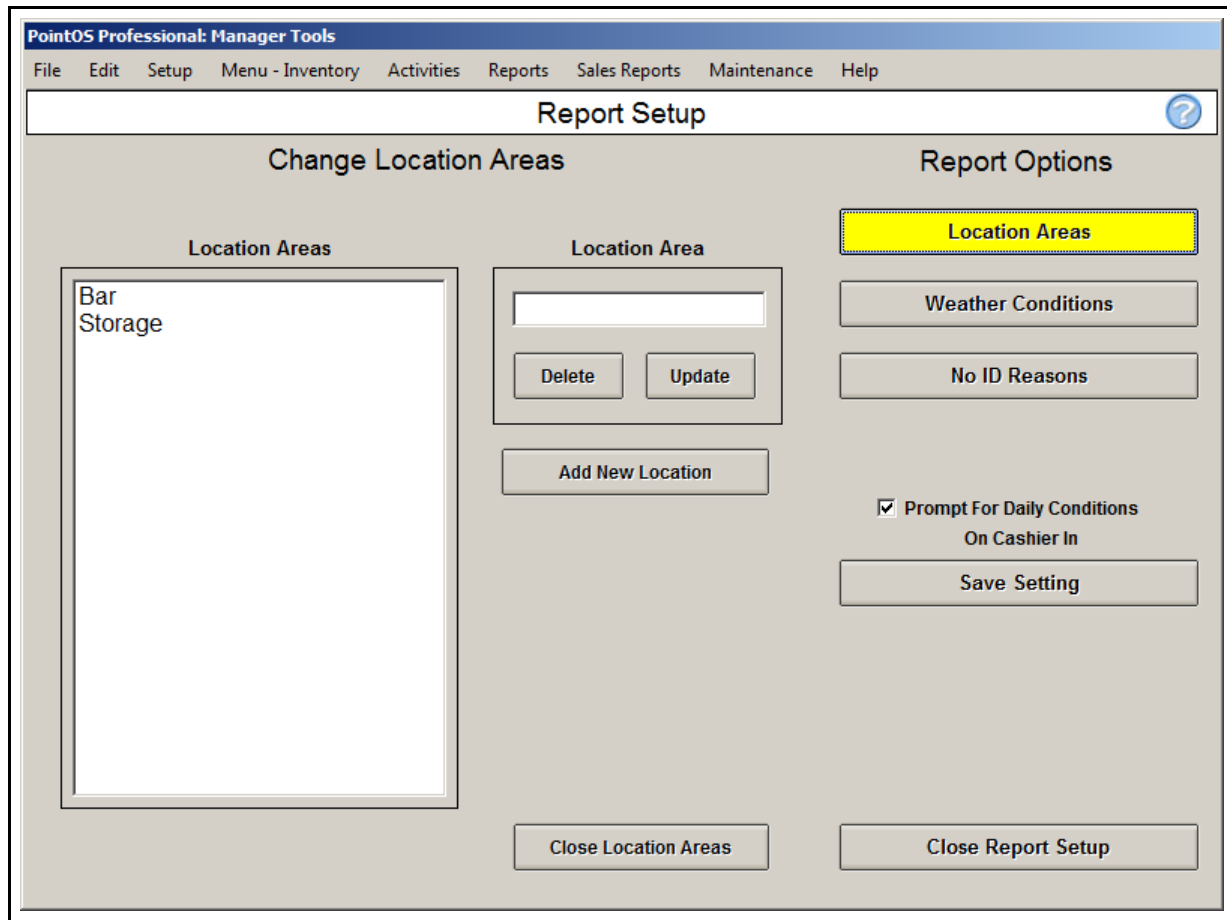 PointOS Professional: Manager Tools
File Edit Setup Menu - Inventory Activities Reports Sales Reports Maintenance Help
Report Setup
?
Change Location Areas
Report Options
Location Areas
Bar
Storage
Location Area
Delete Update
Add New Location
Close Location Areas
Location Areas
Weather Conditions
No ID Reasons
Prompt For Daily Conditions
On Cashier In
Save Setting
Close Report Setup